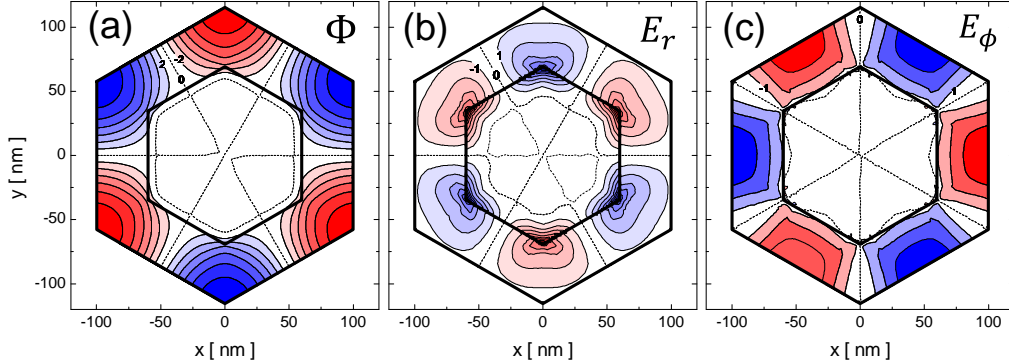 (a) Φ (b) E_r (c) E_ϕ
2 -2 0
-1 0 1
-1 0 1
100
50
0
-50
-100
y [ nm ]
-100 -50 0 50 100 -100 -50 0 50 100 -100 -50 0 50 100
x [ nm ] x [ nm ] x [ nm ]